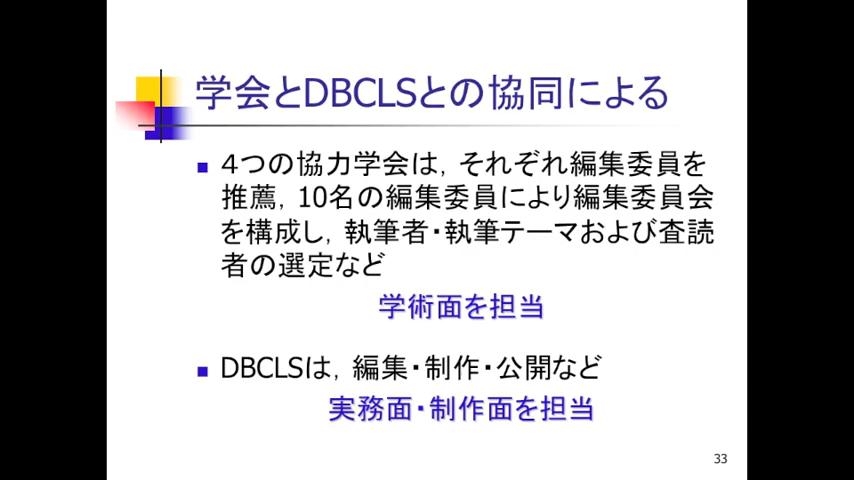 学会とDBCLSとの協同による
■ 4つの協力学会は，それぞれ編集委員を
推薦，10名の編集委員により編集委員会
を構成し，執筆者・執筆テーマおよび査読
者の選定など
学術面を担当
■ DBCLSは，編集・制作・公開など
実務面・制作面を担当
33